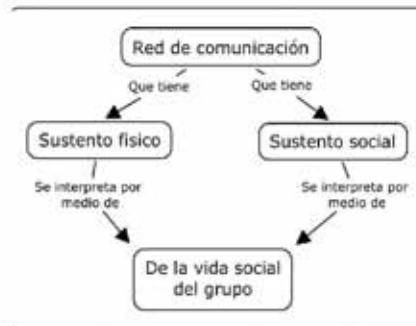 Red de comunicación
Que tiene
Que tiene
Sustento fisico
Sustento social
Se interpreta por
medio de
Se interpreta por
medio de
De la vida social
del grupo